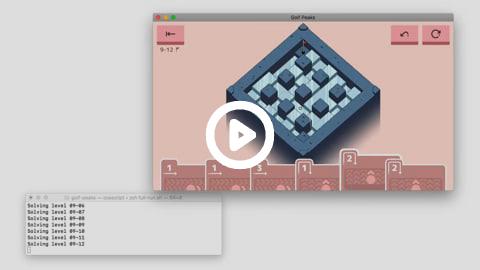 Golf Peaks
9-12
1
1
3
1
2
2
golf-peaks —
Solving level 09-06
Solving level 09-07
Solving level 09-08
Solving level 09-09
Solving level 09-10
Solving level 09-11
Solving level 09-12